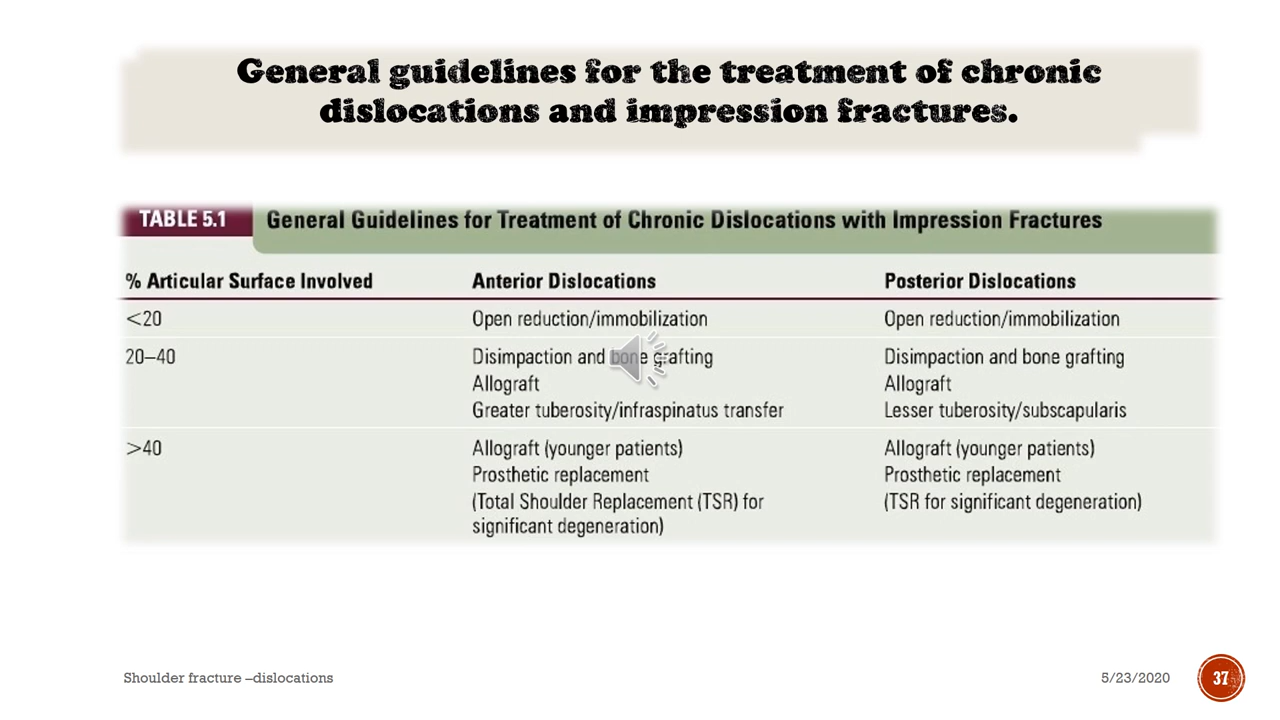 General guidelines for the treatment of chronic
dislocations and impression fractures.
TABLE 5.1 General Guidelines for Treatment of Chronic Dislocations with Impression Fractures
% Articular Surface Involved Anterior Dislocations Posterior Dislocations
<20 Open reduction/immobilization Open reduction/immobilization
20–40 Disimpaction and bone grafting Disimpaction and bone grafting
Allograft Allograft
Greater tuberosity/infraspinatus transfer Lesser tuberosity/subscapularis
>40 Allograft (younger patients) Allograft (younger patients)
Prosthetic replacement Prosthetic replacement
(Total Shoulder Replacement (TSR) for (TSR for significant degeneration)
significant degeneration)
Shoulder fracture –dislocations 5/23/2020 37